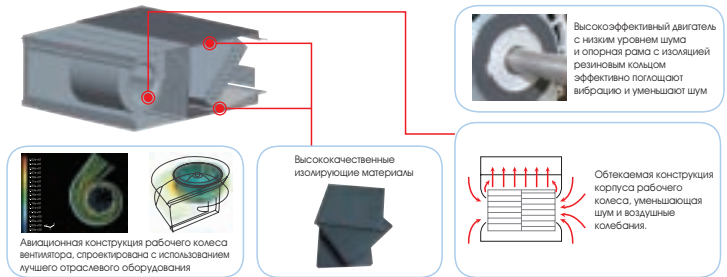 Высокоэффективный двигатель
с низким уровнем шума
и опорная рама с изоляцией
резиновым кольцом
эффективно поглощают
вибрацию и уменьшают шум
Авиационная конструкция рабочего колеса
вентилятора, спроектирована с использованием
лучшего отраслевого оборудования
Высококачественные
изолирующие материалы
Обтекаемая конструкция
корпуса рабочего
колеса, уменьшающая
шум и воздушные
колебания.